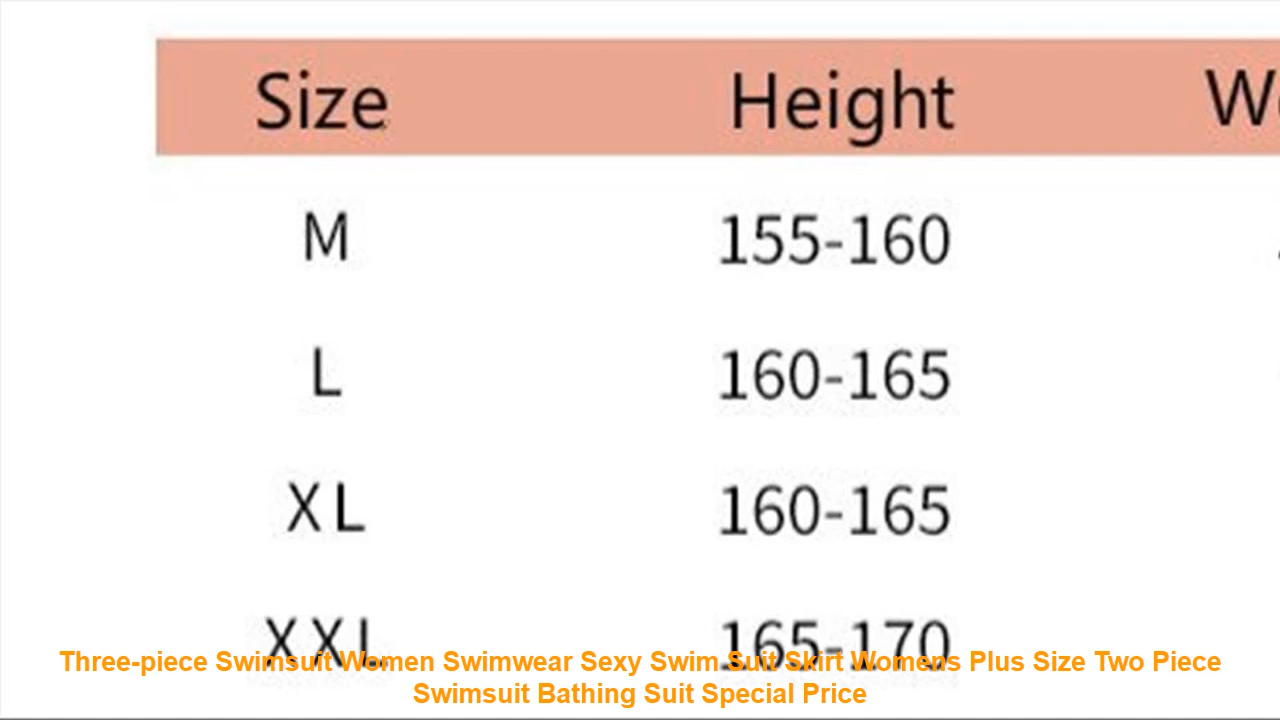 Size Height
M 155-160
L 160-165
XL 160-165
XXL 165-170
Three-piece Swimsuit Women Swimwear Sexy Swim Suit Skirt Womens Plus Size Two Piece
Swimsuit Bathing Suit Special Price